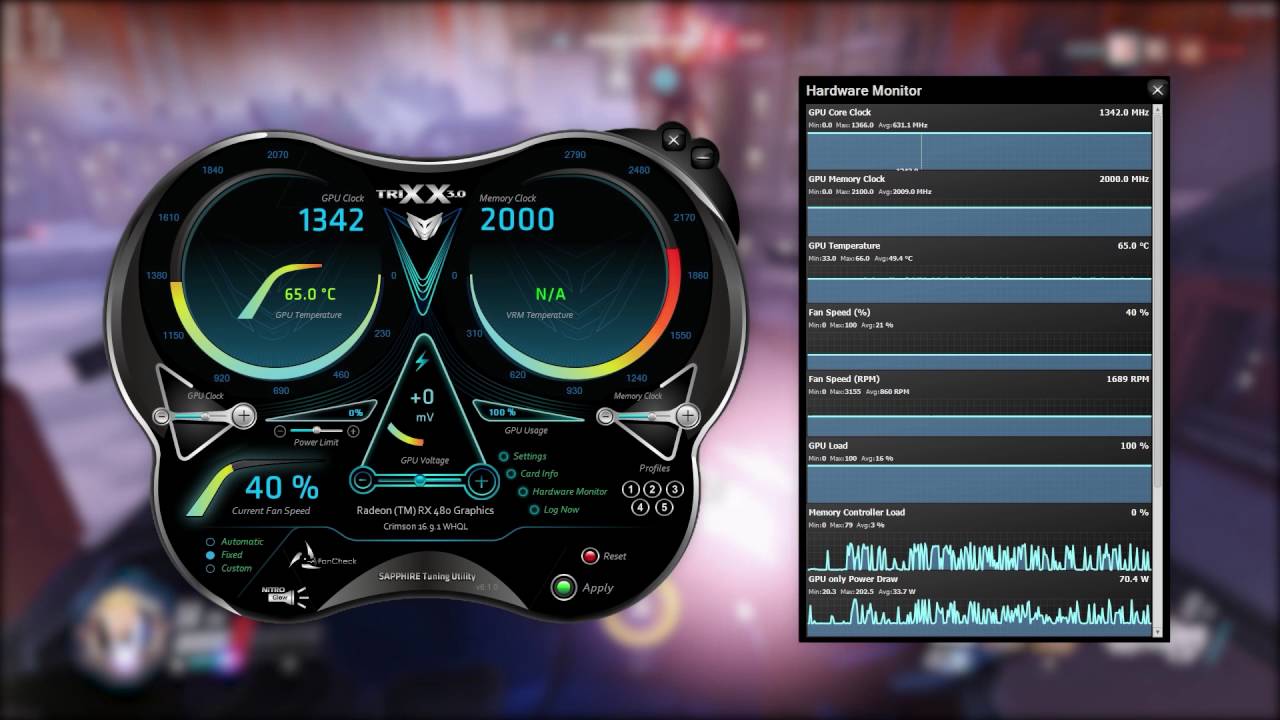 2070
1840
1610
1380
1150
920
690
460
230
0
GPU Clock
1342
65.0 °C
GPU Temperature
TRIXX 3.0
2790
2480
2170
1860
1550
1240
930
620
310
0
Memory Clock
2000
N/A
VRM Temperature
GPU Clock
0%
Power Limit
+0
mV
GPU Voltage
100 %
GPU Usage
Memory Clock
40 %
Current Fan Speed
Automatic
Fixed
Custom
Radeon (TM) RX 480 Graphics
Crimson 16.9.1 WHQL
Settings
Card Info
Hardware Monitor
Log Now
Profiles
1 2 3
4 5
FanCheck
NITRO
Glow
SAPPHIRE Tuning Utility
v6.1.0
Reset
Apply
Hardware Monitor
GPU Core Clock 1342.0 MHz
Min:0.0 Max:1366.0 Avg:631.1 MHz
GPU Memory Clock 2000.0 MHz
Min:0.0 Max:2100.0 Avg:2009.0 MHz
GPU Temperature 65.0 °C
Min:33.0 Max:66.0 Avg:49.4 °C
Fan Speed (%) 40 %
Min:0 Max:100 Avg:21 %
Fan Speed (RPM) 1689 RPM
Min:0 Max:3155 Avg:860 RPM
GPU Load 100 %
Min:0 Max:100 Avg:16 %
Memory Controller Load 0 %
Min:0 Max:79 Avg:3 %
GPU only Power Draw 70.4 W
Min:20.3 Max:202.5 Avg:33.7 W